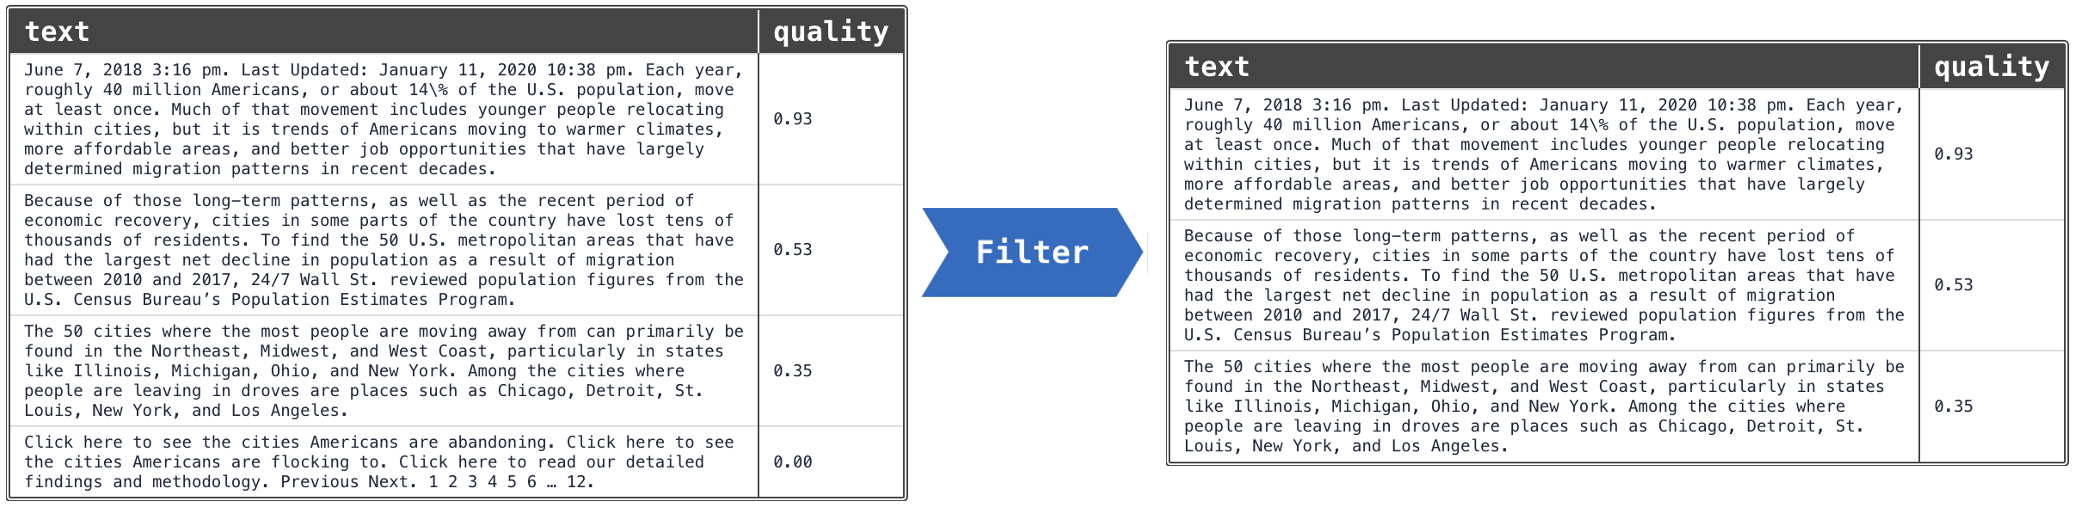 text quality
June 7, 2018 3:16 pm. Last Updated: January 11, 2020 10:38 pm. Each year,
roughly 40 million Americans, or about 14\% of the U.S. population, move
at least once. Much of that movement includes younger people relocating
within cities, but it is trends of Americans moving to warmer climates,
more affordable areas, and better job opportunities that have largely
determined migration patterns in recent decades.
0.93
Because of those long-term patterns, as well as the recent period of
economic recovery, cities in some parts of the country have lost tens of
thousands of residents. To find the 50 U.S. metropolitan areas that have
had the largest net decline in population as a result of migration
between 2010 and 2017, 24/7 Wall St. reviewed population figures from the
U.S. Census Bureau’s Population Estimates Program.
0.53
The 50 cities where the most people are moving away from can primarily be
found in the Northeast, Midwest, and West Coast, particularly in states
like Illinois, Michigan, Ohio, and New York. Among the cities where
people are leaving in droves are places such as Chicago, Detroit, St.
Louis, New York, and Los Angeles.
0.35
Click here to see the cities Americans are abandoning. Click here to see
the cities Americans are flocking to. Click here to read our detailed
findings and methodology. Previous Next. 1 2 3 4 5 6 … 12.
0.00
Filter
text quality
June 7, 2018 3:16 pm. Last Updated: January 11, 2020 10:38 pm. Each year,
roughly 40 million Americans, or about 14\% of the U.S. population, move
at least once. Much of that movement includes younger people relocating
within cities, but it is trends of Americans moving to warmer climates,
more affordable areas, and better job opportunities that have largely
determined migration patterns in recent decades.
0.93
Because of those long-term patterns, as well as the recent period of
economic recovery, cities in some parts of the country have lost tens of
thousands of residents. To find the 50 U.S. metropolitan areas that have
had the largest net decline in population as a result of migration
between 2010 and 2017, 24/7 Wall St. reviewed population figures from the
U.S. Census Bureau’s Population Estimates Program.
0.53
The 50 cities where the most people are moving away from can primarily be
found in the Northeast, Midwest, and West Coast, particularly in states
like Illinois, Michigan, Ohio, and New York. Among the cities where
people are leaving in droves are places such as Chicago, Detroit, St.
Louis, New York, and Los Angeles.
0.35